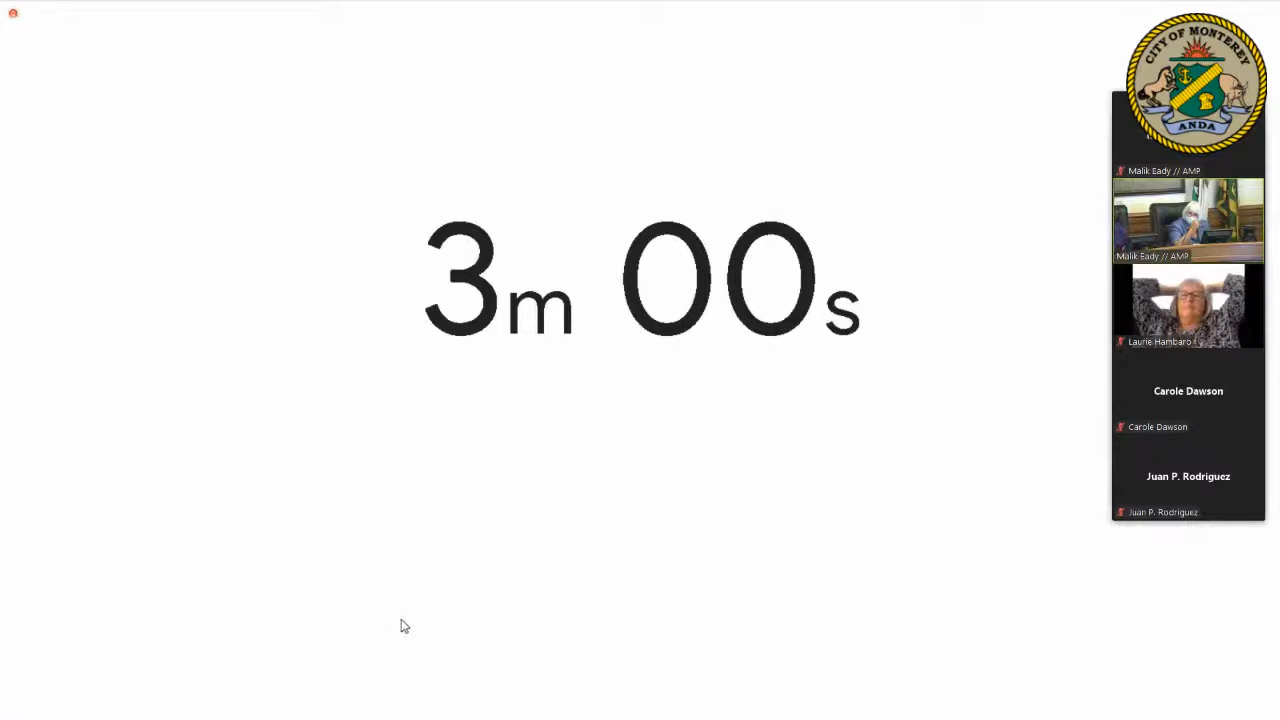 3m 00s
CITY OF MONTEREY
ANDA
Malik Eady // AMP
Malik Eady // AMP
Laurie Hambaro
Carole Dawson
Carole Dawson
Juan P. Rodriguez
Juan P. Rodriguez